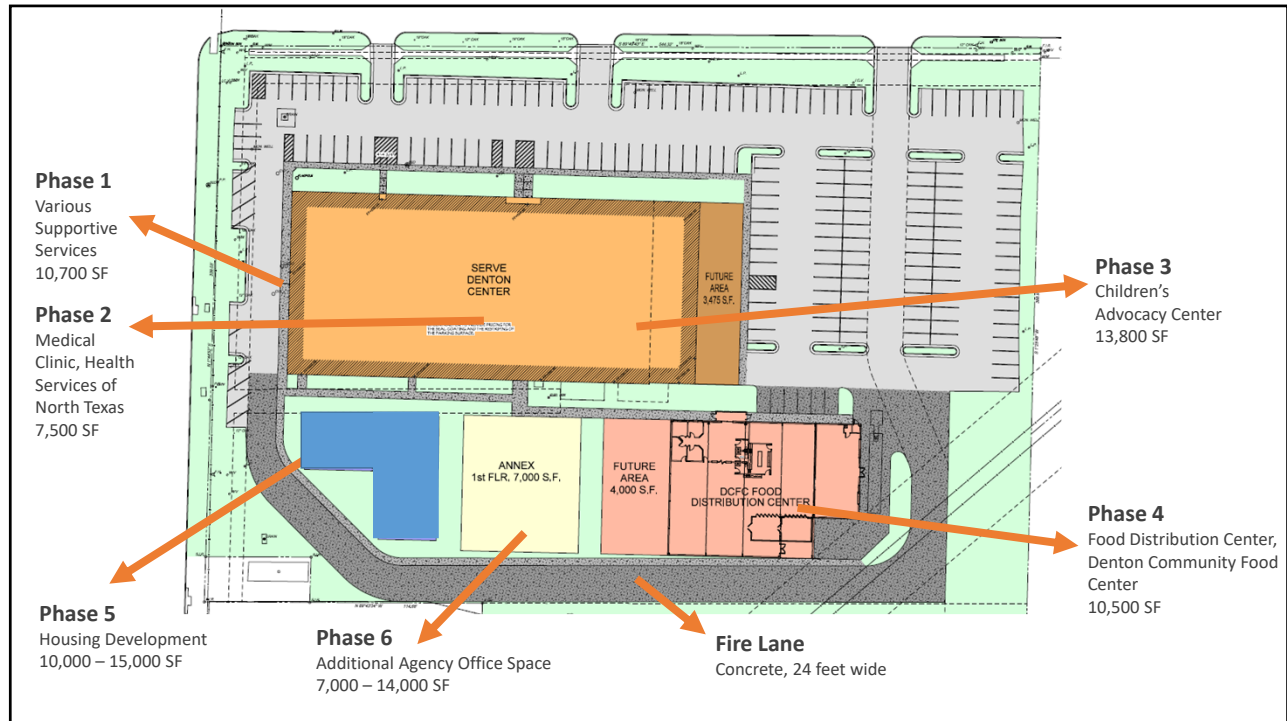 Phase 1
Various
Supportive
Services
10,700 SF
Phase 2
Medical
Clinic, Health
Services of
North Texas
7,500 SF
SERVE
DENTON
CENTER
FUTURE
AREA
3,475 S.F.
Phase 3
Children's
Advocacy Center
13,800 SF
ANNEX
1st FLR. 7,000 S.F.
FUTURE
AREA
4,000 S.F.
DCFC FOOD
DISTRIBUTION CENTER
Phase 4
Food Distribution Center,
Denton Community Food
Center
10,500 SF
Phase 5
Housing Development
10,000 – 15,000 SF
Phase 6
Additional Agency Office Space
7,000 – 14,000 SF
Fire Lane
Concrete, 24 feet wide